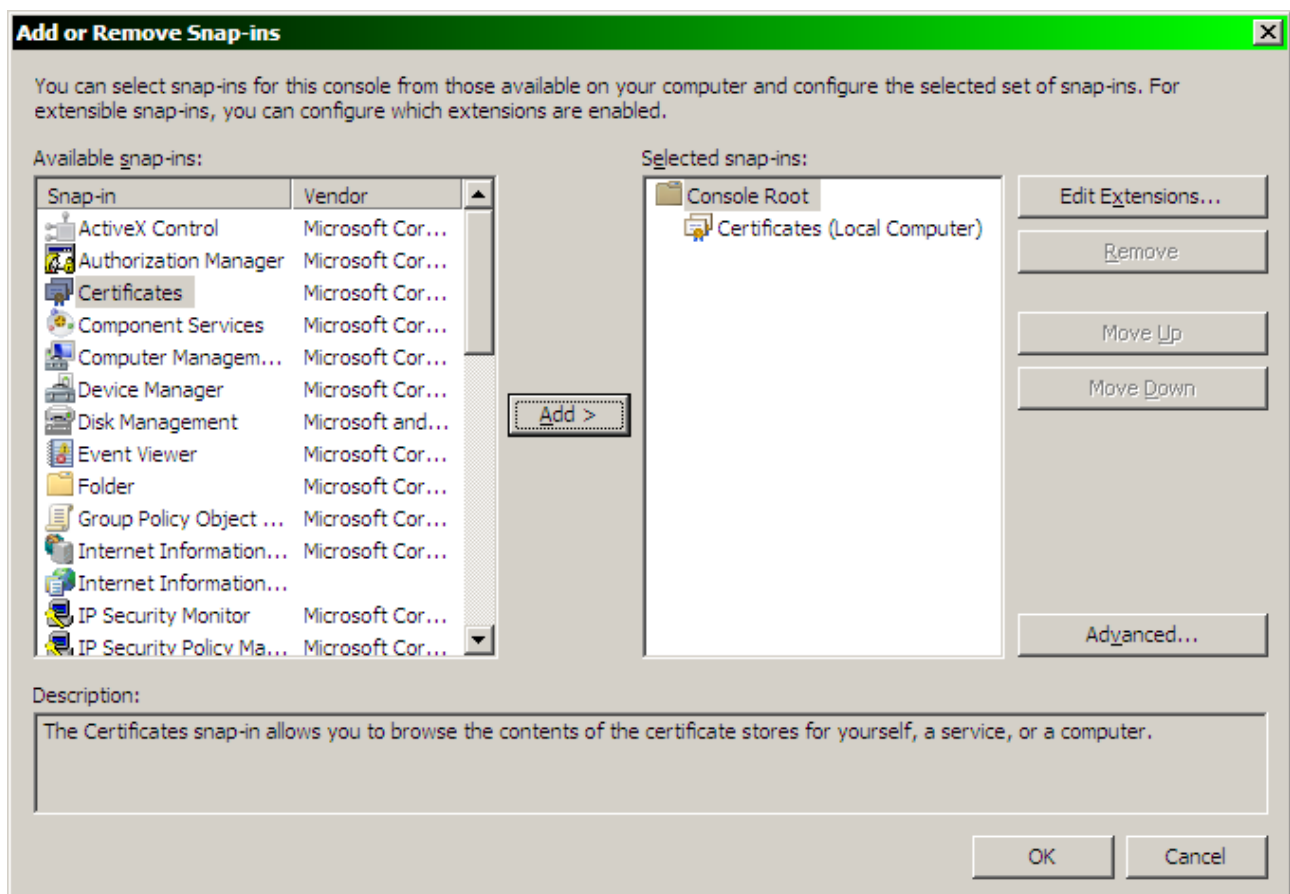 Add or Remove Snap-ins
You can select snap-ins for this console from those available on your computer and configure the selected set of snap-ins. For
extensible snap-ins, you can configure which extensions are enabled.
Available snap-ins:
Snap-in Vendor
ActiveX Control Microsoft Cor...
Authorization Manager Microsoft Cor...
Certificates Microsoft Cor...
Component Services Microsoft Cor...
Computer Managem... Microsoft Cor...
Device Manager Microsoft Cor...
Disk Management Microsoft and...
Event Viewer Microsoft Cor...
Folder Microsoft Cor...
Group Policy Object ... Microsoft Cor...
Internet Information... Microsoft Cor...
Internet Information...
IP Security Monitor Microsoft Cor...
IP Security Policy Ma... Microsoft Cor...
Add >
Selected snap-ins:
Console Root
Certificates (Local Computer)
Edit Extensions...
Remove
Move Up
Move Down
Advanced...
Description:
The Certificates snap-in allows you to browse the contents of the certificate stores for yourself, a service, or a computer.
OK Cancel